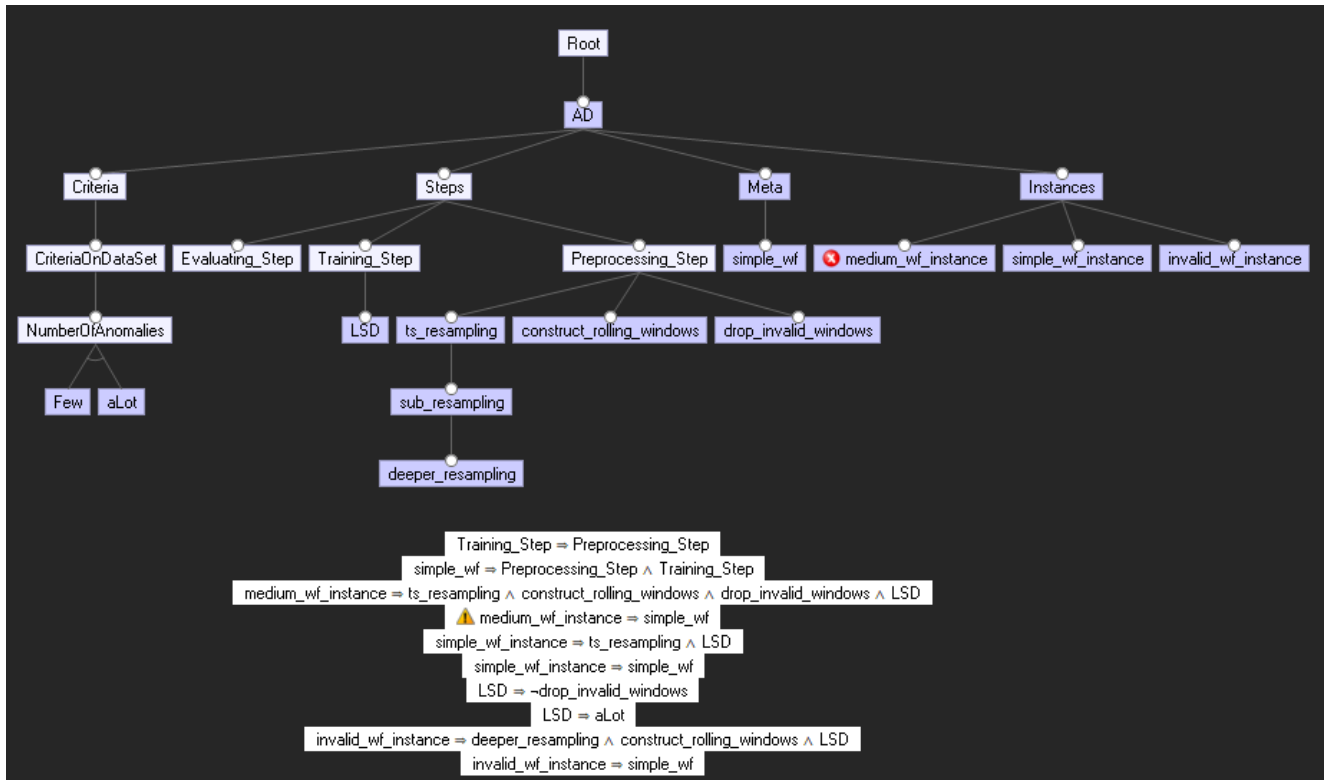 Root
AD
Criteria Steps Meta Instances
CriteriaOnDataSet Evaluating_Step Training_Step Preprocessing_Step simple_wf medium_wf_instance simple_wf_instance invalid_wf_instance
NumberOfAnomalies LSD ts_resampling construct_rolling_windows drop_invalid_windows
Few aLot sub_resampling
deeper_resampling
Training_Step ⇒ Preprocessing_Step
simple_wf ⇒ Preprocessing_Step ∧ Training_Step
medium_wf_instance ⇒ ts_resampling ∧ construct_rolling_windows ∧ drop_invalid_windows ∧ LSD
medium_wf_instance ⇒ simple_wf
simple_wf_instance ⇒ ts_resampling ∧ LSD
simple_wf_instance ⇒ simple_wf
LSD ⇒ ¬drop_invalid_windows
LSD ⇒ aLot
invalid_wf_instance ⇒ deeper_resampling ∧ construct_rolling_windows ∧ LSD
invalid_wf_instance ⇒ simple_wf